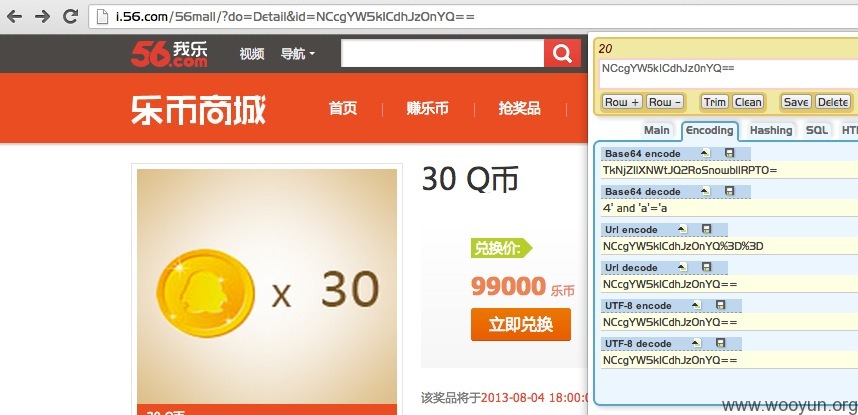 i.56.com/56mall/?do=Detail&id=NCcgYW5kICdhJz0nYQ==
56 我乐
.com
视频 导航
乐币商城 首页 赚乐币 抢奖品
x 30
30 Q币
30 Q币
兑换价:
99000 乐币
立即兑换
该奖品将于2013-08-04 18:00:0
20
NCcgYW5kICdhJz0nYQ==
Row + Row - Trim Clean Save Delete
Main Encoding Hashing SQL HT
Base64 encode
TkNjZ1lXNWtJQ2RoSnowbllRPT0=
Base64 decode
4' and 'a'='a
Url encode
NCcgYW5kICdhJz0nYQ%3D%3D
Url decode
NCcgYW5kICdhJz0nYQ==
UTF-8 encode
NCcgYW5kICdhJz0nYQ==
UTF-8 decode
NCcgYW5kICdhJz0nYQ==
www.wooyun.org